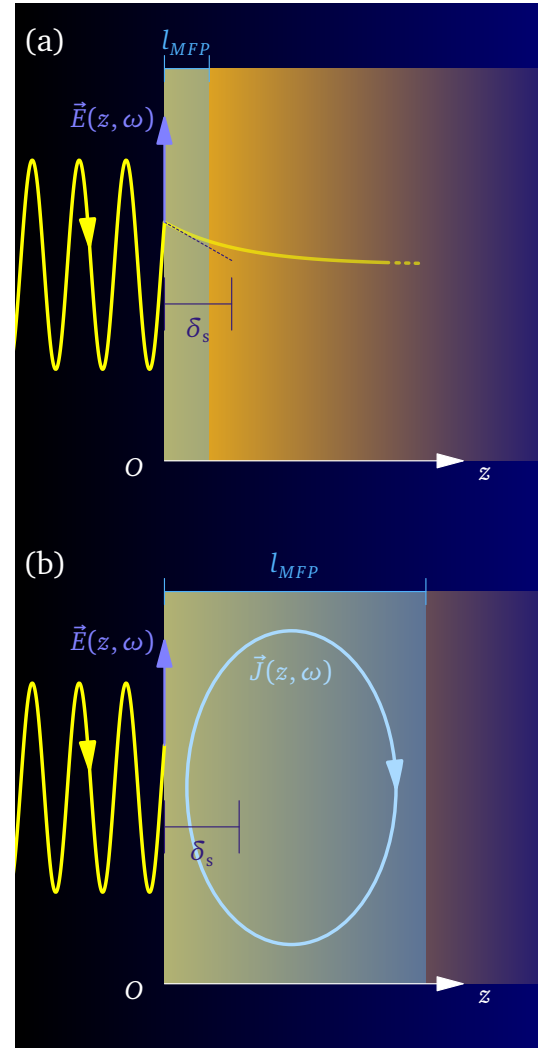 (a)
l_MFP
E⃗(z, ω)
δ_s
O
z
(b)
l_MFP
E⃗(z, ω)
J⃗(z, ω)
δ_s
O
z